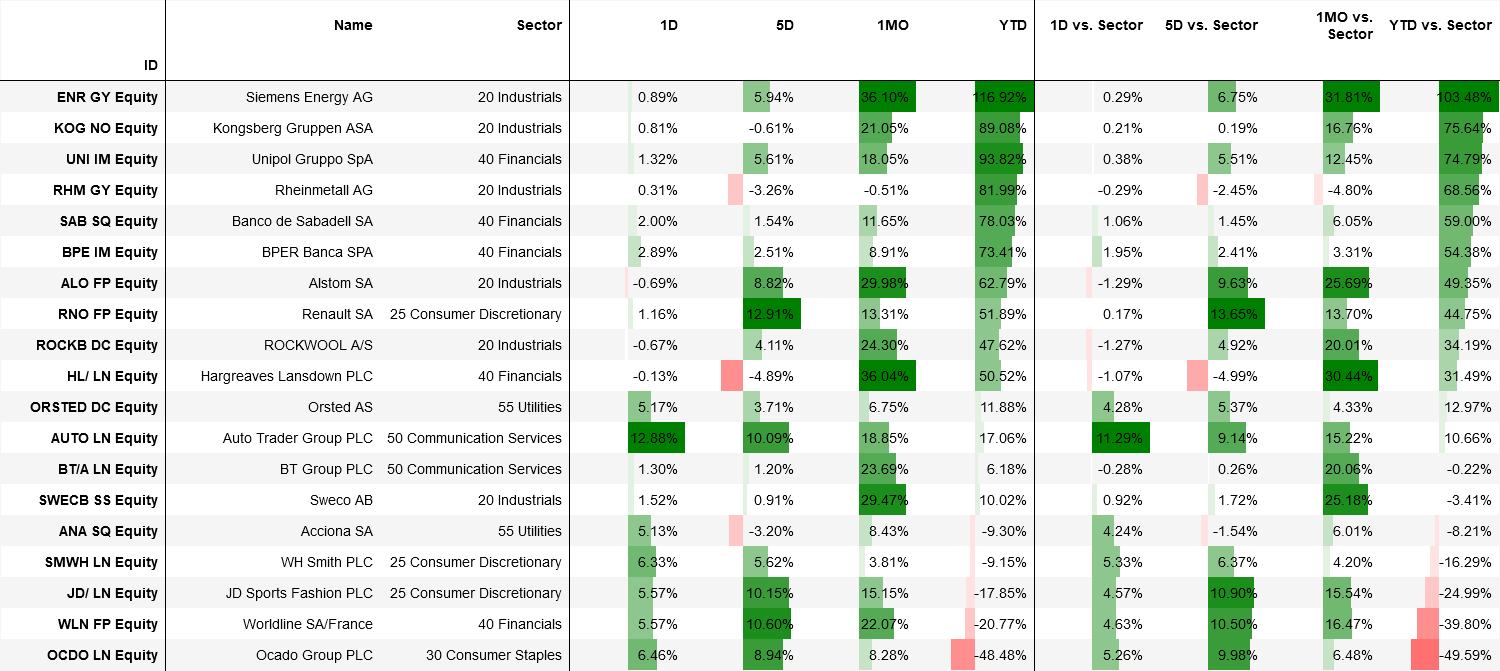 ID Name Sector 1D 5D 1MO YTD 1D vs. Sector 5D vs. Sector 1MO vs. Sector YTD vs. Sector
ENR GY Equity Siemens Energy AG 20 Industrials 0.89% 5.94% 36.10% 116.92% 0.29% 6.75% 31.81% 103.48%
KOG NO Equity Kongsberg Gruppen ASA 20 Industrials 0.81% -0.61% 21.05% 89.08% 0.21% 0.19% 16.76% 75.64%
UNI IM Equity Unipol Gruppo SpA 40 Financials 1.32% 5.61% 18.05% 93.82% 0.38% 5.51% 12.45% 74.79%
RHM GY Equity Rheinmetall AG 20 Industrials 0.31% -3.26% -0.51% 81.99% -0.29% -2.45% -4.80% 68.56%
SAB SQ Equity Banco de Sabadell SA 40 Financials 2.00% 1.54% 11.65% 78.03% 1.06% 1.45% 6.05% 59.00%
BPE IM Equity BPER Banca SPA 40 Financials 2.89% 2.51% 8.91% 73.41% 1.95% 2.41% 3.31% 54.38%
ALO FP Equity Alstom SA 20 Industrials -0.69% 8.82% 29.98% 62.79% -1.29% 9.63% 25.69% 49.35%
RNO FP Equity Renault SA 25 Consumer Discretionary 1.16% 12.91% 13.31% 51.89% 0.17% 13.65% 13.70% 44.75%
ROCKB DC Equity ROCKWOOL A/S 20 Industrials -0.67% 4.11% 24.30% 47.62% -1.27% 4.92% 20.01% 34.19%
HL/ LN Equity Hargreaves Lansdown PLC 40 Financials -0.13% -4.89% 36.04% 50.52% -1.07% -4.99% 30.44% 31.49%
ORSTED DC Equity Orsted AS 55 Utilities 5.17% 3.71% 6.75% 11.88% 4.28% 5.37% 4.33% 12.97%
AUTO LN Equity Auto Trader Group PLC 50 Communication Services 12.88% 10.09% 18.85% 17.06% 11.29% 9.14% 15.22% 10.66%
BT/A LN Equity BT Group PLC 50 Communication Services 1.30% 1.20% 23.69% 6.18% -0.28% 0.26% 20.06% -0.22%
SWECB SS Equity Sweco AB 20 Industrials 1.52% 0.91% 29.47% 10.02% 0.92% 1.72% 25.18% -3.41%
ANA SQ Equity Acciona SA 55 Utilities 5.13% -3.20% 8.43% -9.30% 4.24% -1.54% 6.01% -8.21%
SMWH LN Equity WH Smith PLC 25 Consumer Discretionary 6.33% 5.62% 3.81% -9.15% 5.33% 6.37% 4.20% -16.29%
JD/ LN Equity JD Sports Fashion PLC 25 Consumer Discretionary 5.57% 10.15% 15.15% -17.85% 4.57% 10.90% 15.54% -24.99%
WLN FP Equity Worldline SA/France 40 Financials 5.57% 10.60% 22.07% -20.77% 4.63% 10.50% 16.47% -39.80%
OCDO LN Equity Ocado Group PLC 30 Consumer Staples 6.46% 8.94% 8.28% -48.48% 5.26% 9.98% 6.48% -49.59%